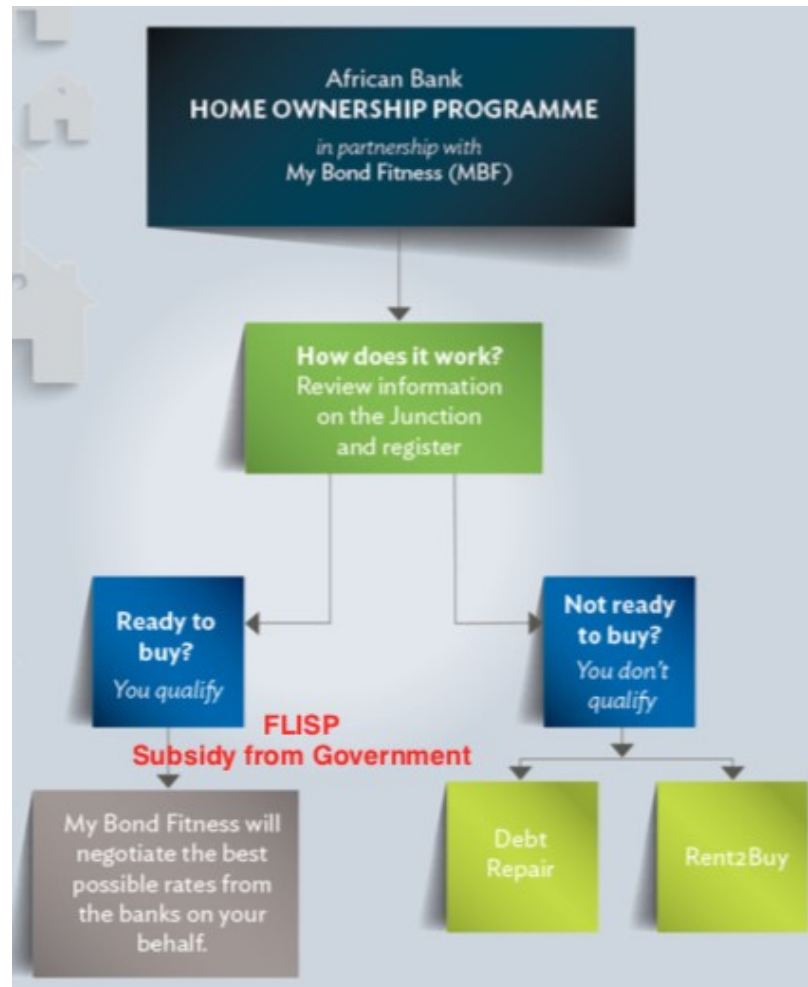 African Bank
HOME OWNERSHIP PROGRAMME
in partnership with
My Bond Fitness (MBF)
How does it work?
Review information
on the Junction
and register
Ready to
buy?
You qualify
Not ready
to buy?
You don't
qualify
FLISP
Subsidy from Government
My Bond Fitness will
negotiate the best
possible rates from
the banks on your
behalf.
Debt
Repair
Rent2Buy